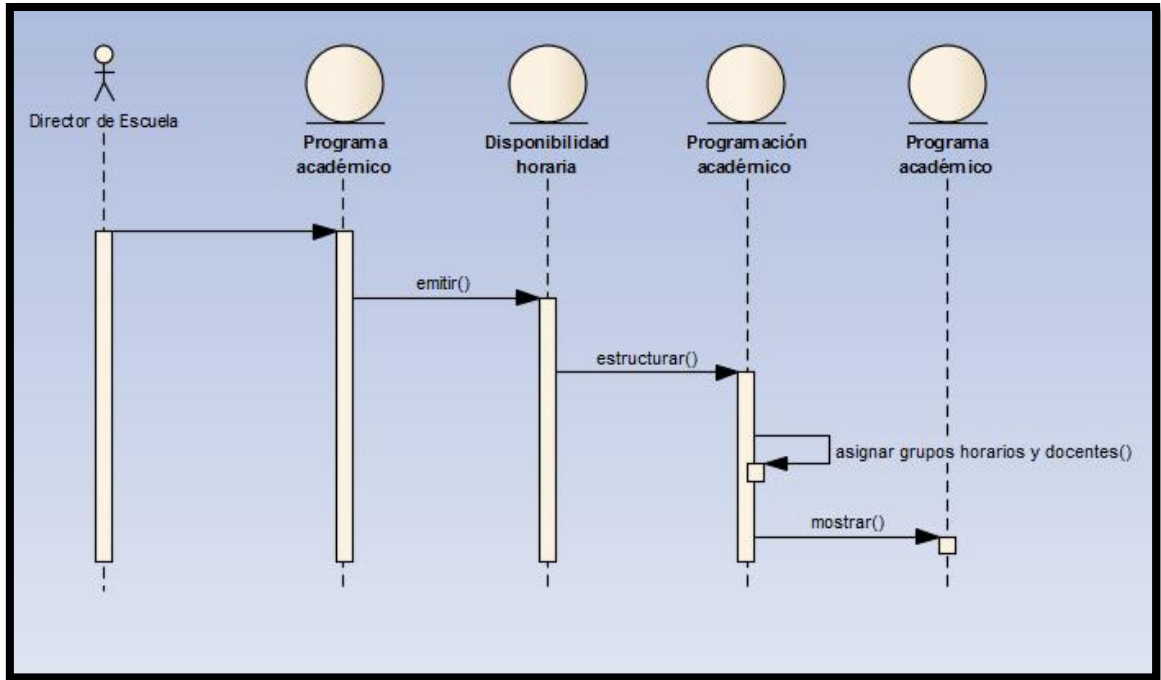 Director de Escuela
Programa
académico
Disponibilidad
horaria
Programación
académico
Programa
académico
emitir()
estructurar()
asignar grupos horarios y docentes()
mostrar()